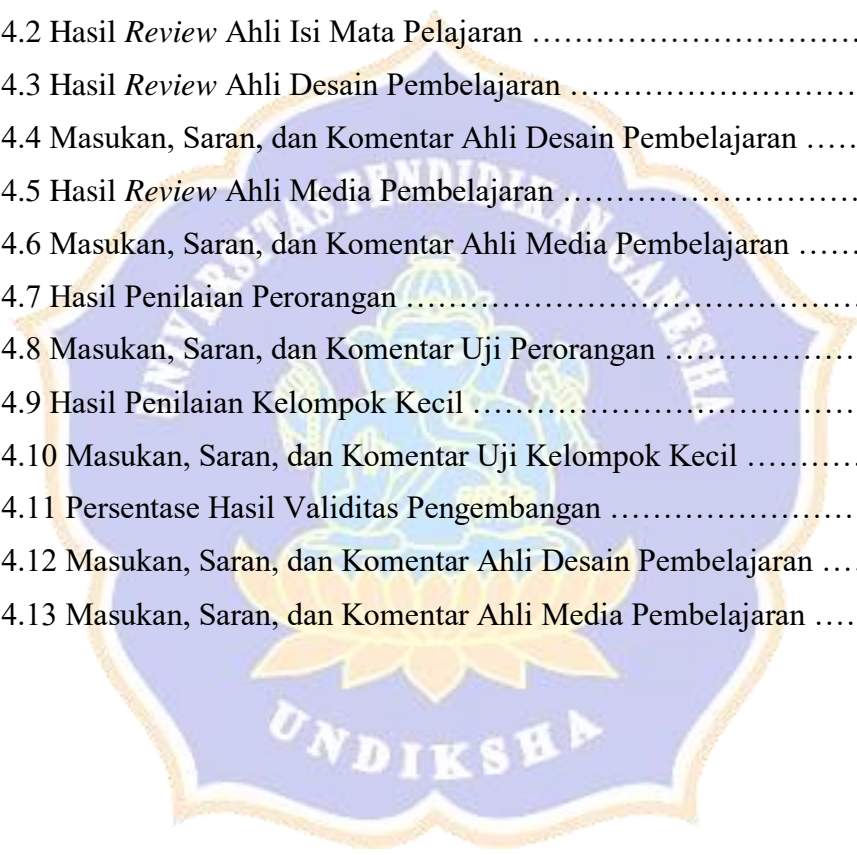 4.2 Hasil Review Ahli Isi Mata Pelajaran ……………………………
4.3 Hasil Review Ahli Desain Pembelajaran ………………………
4.4 Masukan, Saran, dan Komentar Ahli Desain Pembelajaran …..
4.5 Hasil Review Ahli Media Pembelajaran ………………………
4.6 Masukan, Saran, dan Komentar Ahli Media Pembelajaran ……
4.7 Hasil Penilaian Perorangan ………………………………………
4.8 Masukan, Saran, dan Komentar Uji Perorangan ………………
4.9 Hasil Penilaian Kelompok Kecil …………………………………
4.10 Masukan, Saran, dan Komentar Uji Kelompok Kecil …………
4.11 Persentase Hasil Validitas Pengembangan ……………………
4.12 Masukan, Saran, dan Komentar Ahli Desain Pembelajaran ….
4.13 Masukan, Saran, dan Komentar Ahli Media Pembelajaran …..
UNIVERSITAS PENDIDIKAN GANESHA
UNDIKSHA